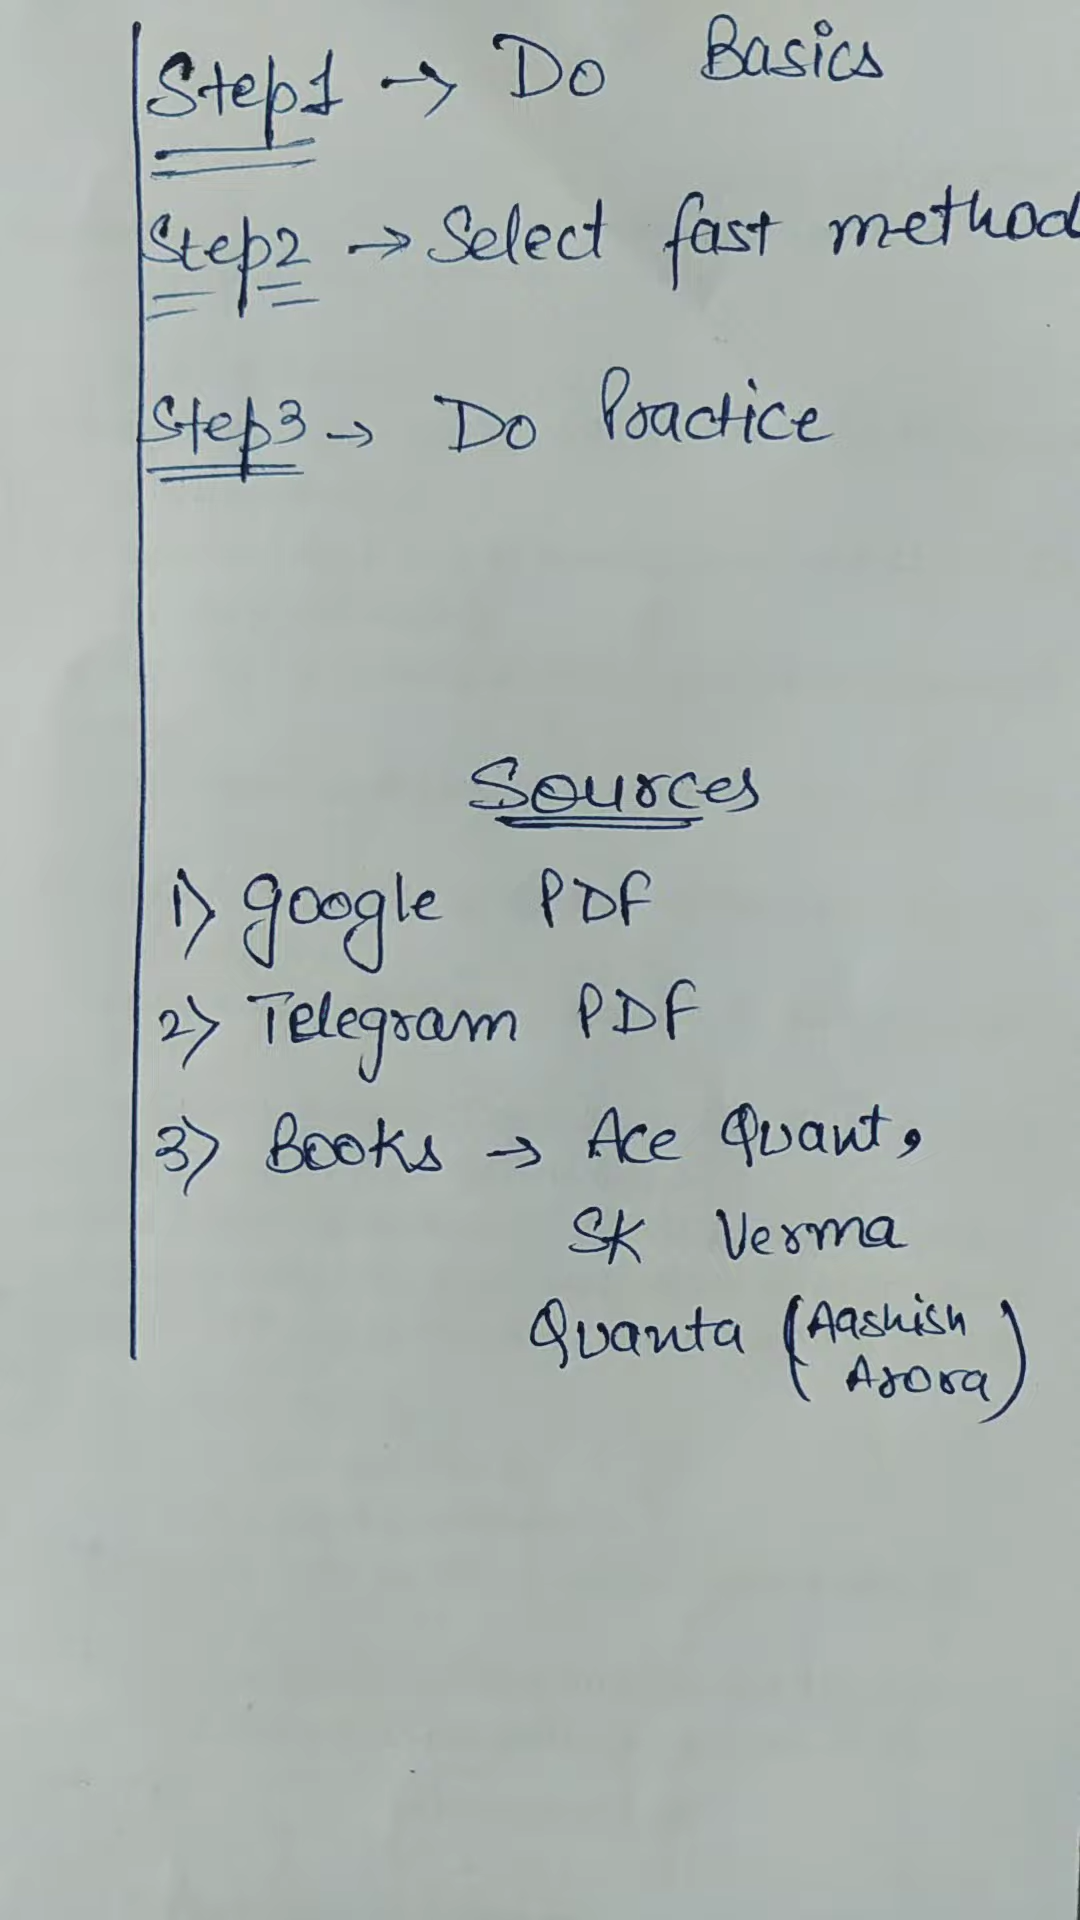 Step1 → Do Basics
Step2 → Select fast method
Step3 → Do Practice
Sources
1) google PDF
2) Telegram PDF
3) Books → Ace Quant,
SK Verma
Quanta (Aashish
Arora)